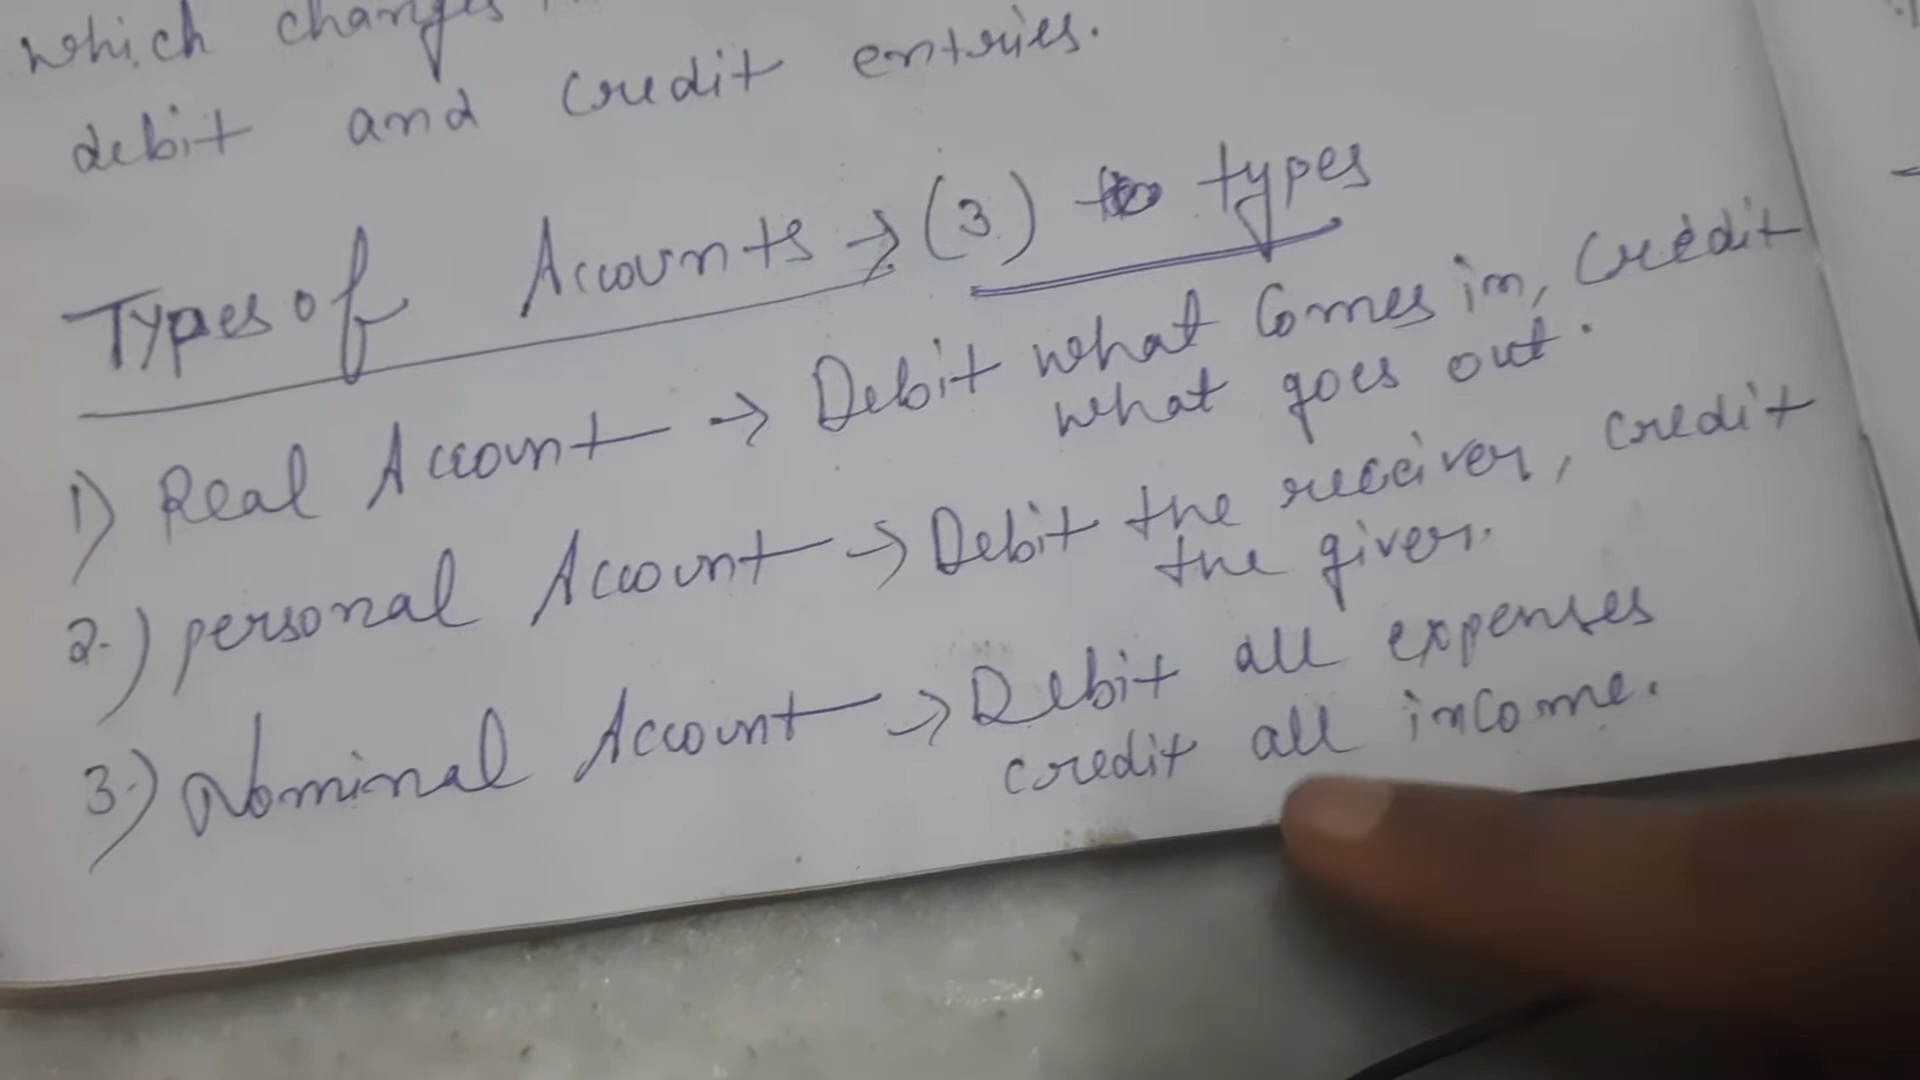 which changes
debit and credit entries.
Types of Accounts → (3) types
1) Real Account → Debit what comes in, credit
what goes out.
2.) personal Account → Debit the receiver, credit
the giver.
3.) Nominal Account → Debit all expenses
credit all income.